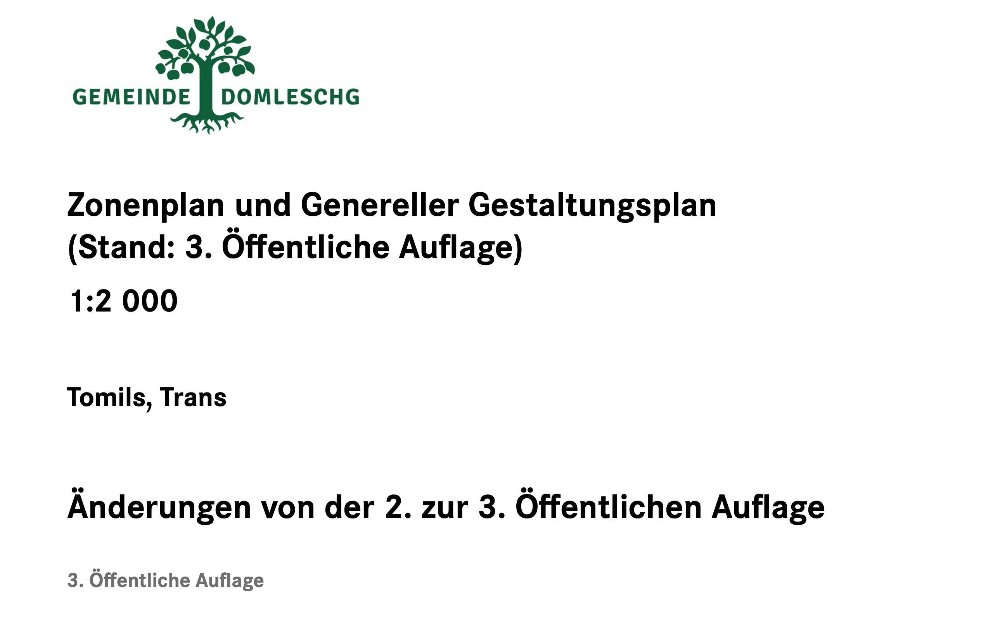 GEMEINDE DOMLESCHG
Zonenplan und Genereller Gestaltungsplan
(Stand: 3. Öffentliche Auflage)
1:2 000
Tomils, Trans
Änderungen von der 2. zur 3. Öffentlichen Auflage
3. Öffentliche Auflage